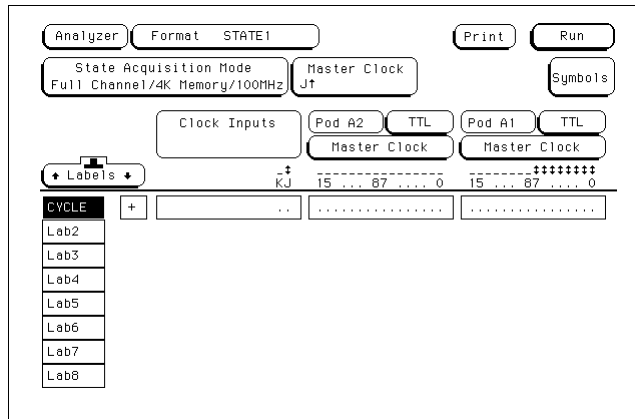 Analyzer Format STATE1 Print Run
State Acquisition Mode
Full Channel/4K Memory/100MHz
Master Clock
J↑
Symbols
Clock Inputs
Pod A2 TTL
Master Clock
Pod A1 TTL
Master Clock
↑ Labels ↓
KJ 15 ... 87 .... 0 15 ... 87 .... 0
CYCLE + .. ................ ................
Lab2
Lab3
Lab4
Lab5
Lab6
Lab7
Lab8